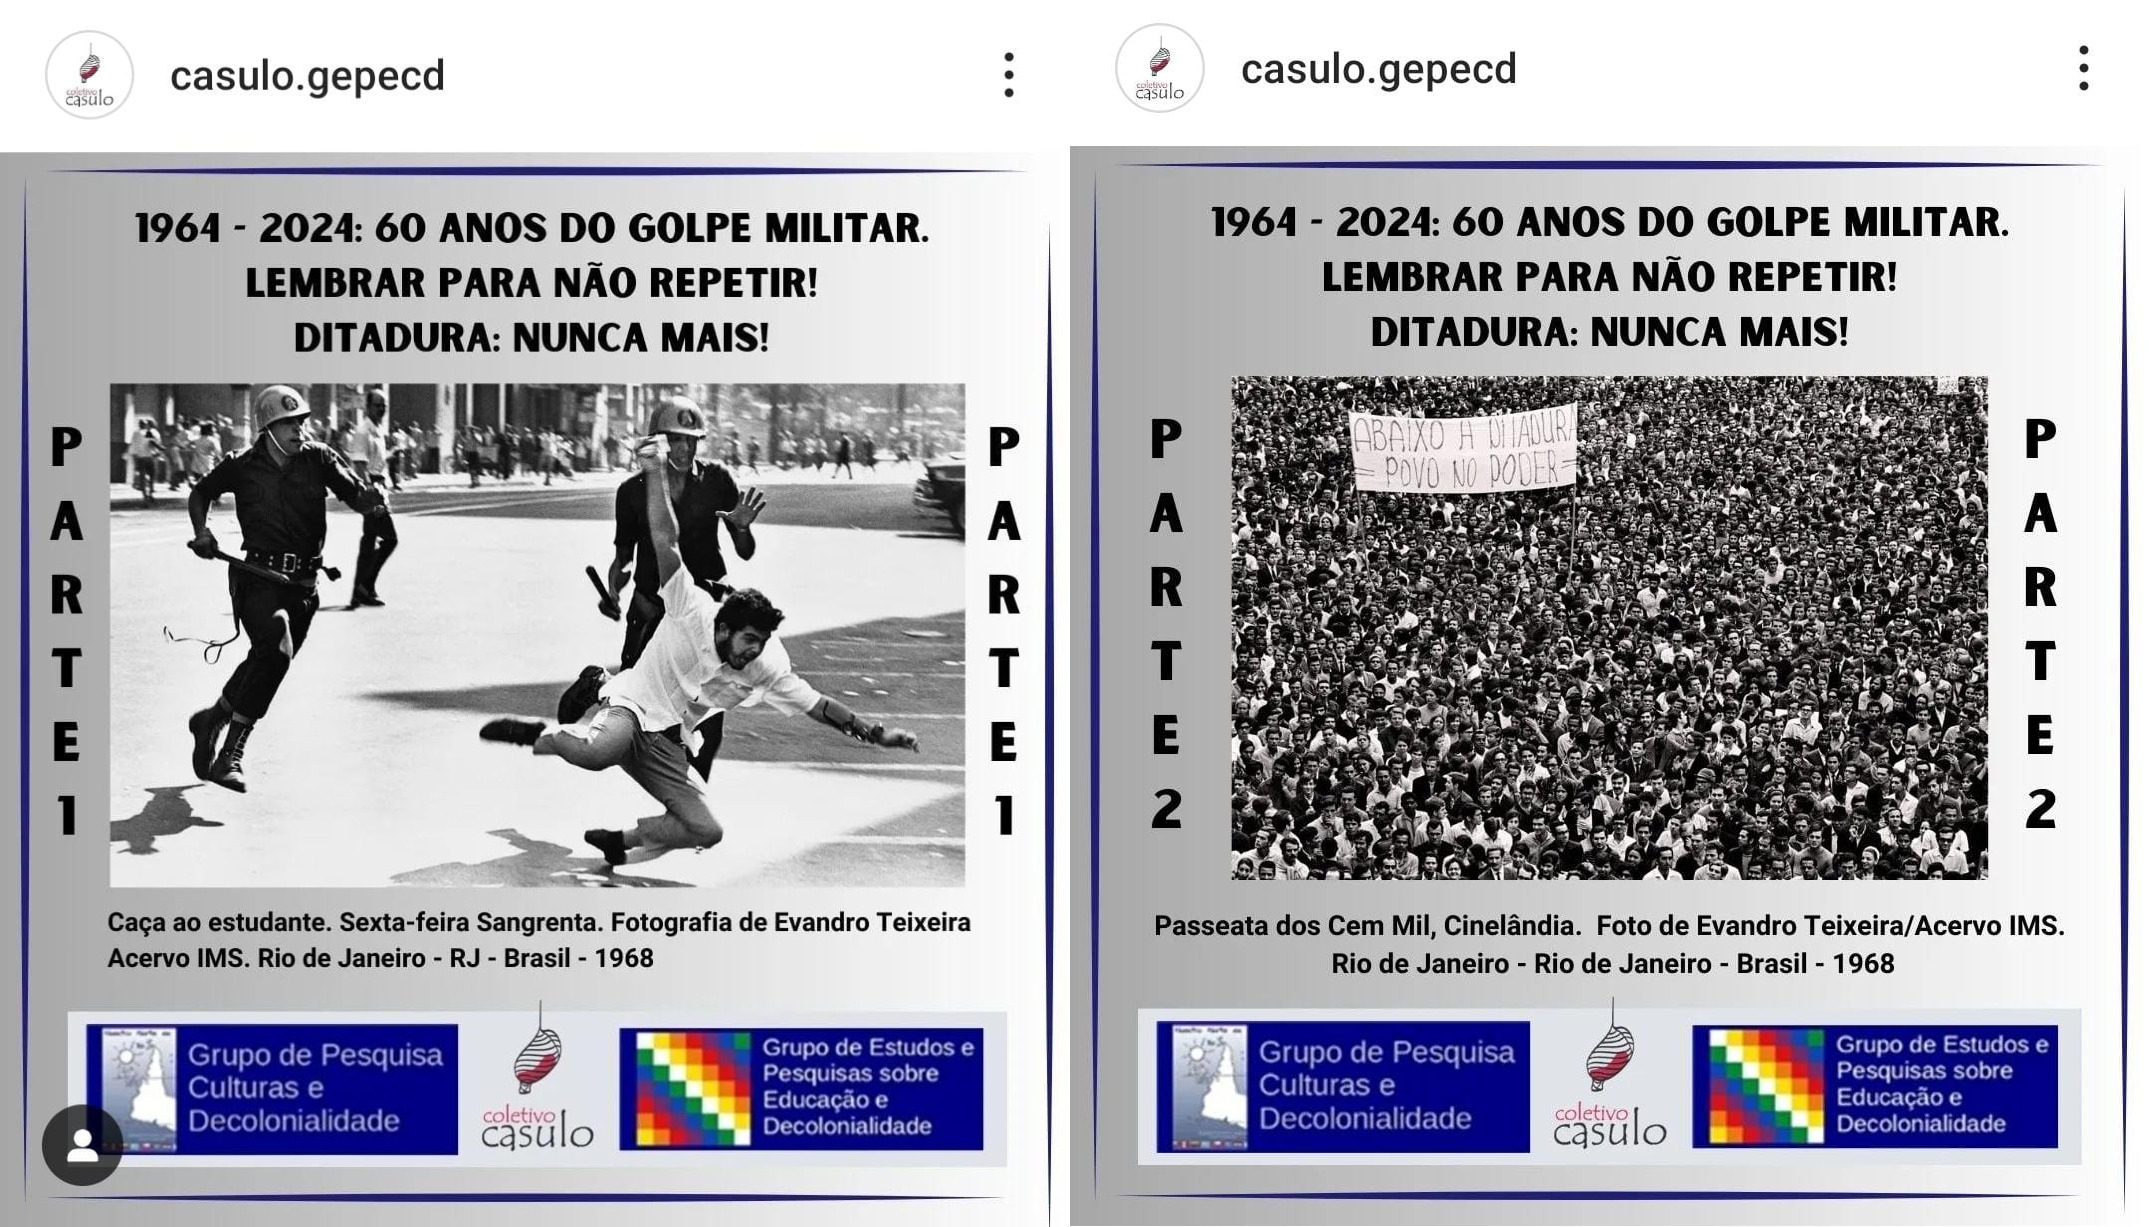 coletivo
casulo
casulo.gepecd
1964 - 2024: 60 ANOS DO GOLPE MILITAR.
LEMBRAR PARA NÃO REPETIR!
DITADURA: NUNCA MAIS!
PARTE 1
PARTE 1
Caça ao estudante. Sexta-feira Sangrenta. Fotografia de Evandro Teixeira
Acervo IMS. Rio de Janeiro - RJ - Brasil - 1968
Grupo de Pesquisa
Culturas e
Decolonialidade
coletivo
casulo
Grupo de Estudos e
Pesquisas sobre
Educação e
Decolonialidade
coletivo
casulo
casulo.gepecd
1964 - 2024: 60 ANOS DO GOLPE MILITAR.
LEMBRAR PARA NÃO REPETIR!
DITADURA: NUNCA MAIS!
PARTE 2
ABAIXO A DITADURA
= POVO NO PODER =
PARTE 2
Passeata dos Cem Mil, Cinelândia. Foto de Evandro Teixeira/Acervo IMS.
Rio de Janeiro - Rio de Janeiro - Brasil - 1968
Grupo de Pesquisa
Culturas e
Decolonialidade
coletivo
casulo
Grupo de Estudos e
Pesquisas sobre
Educação e
Decolonialidade